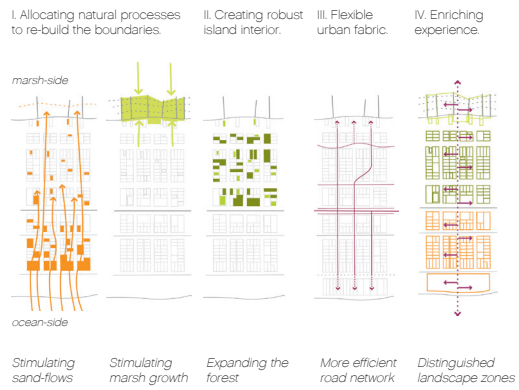 I. Allocating natural processes
to re-build the boundaries.
II. Creating robust
island interior.
III. Flexible
urban fabric.
IV. Enriching
experience.
marsh-side
ocean-side
Stimulating
sand-flows
Stimulating
marsh growth
Expanding the
forest
More efficient
road network
Distinguished
landscape zones